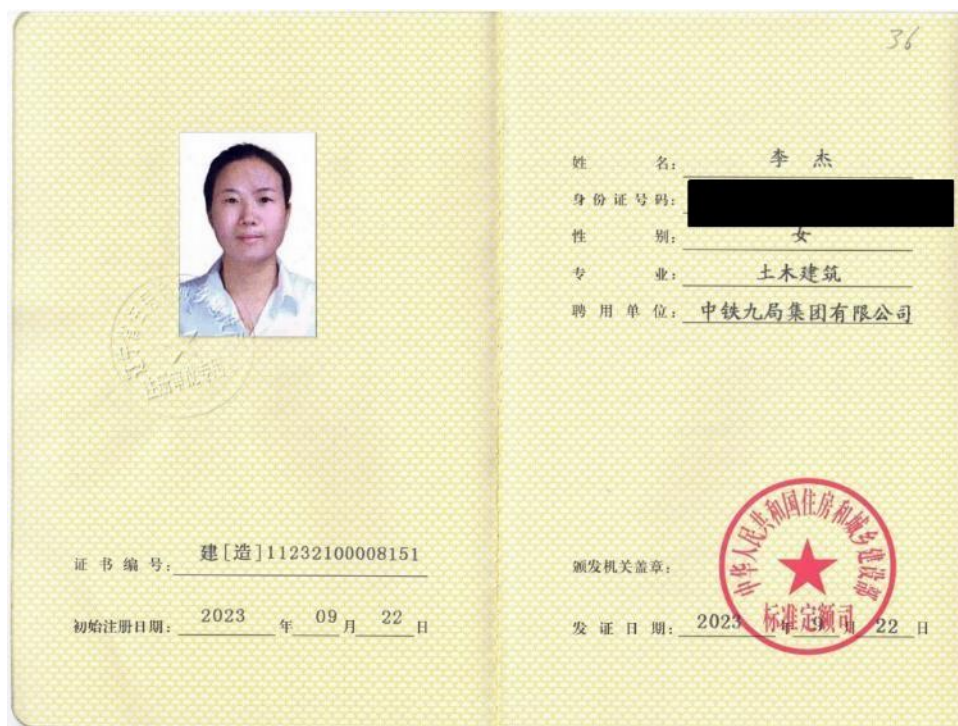 36
姓 名: 李 杰
身份证号码:
性 别: 女
专 业: 土木建筑
聘用单位: 中铁九局集团有限公司
证书编号: 建[造]11232100008151
初始注册日期: 2023 年 09 月 22 日
颁发机关盖章:
中华人民共和国住房和城乡建设部
标准定额司
发证日期: 2023 年 9 月 22 日